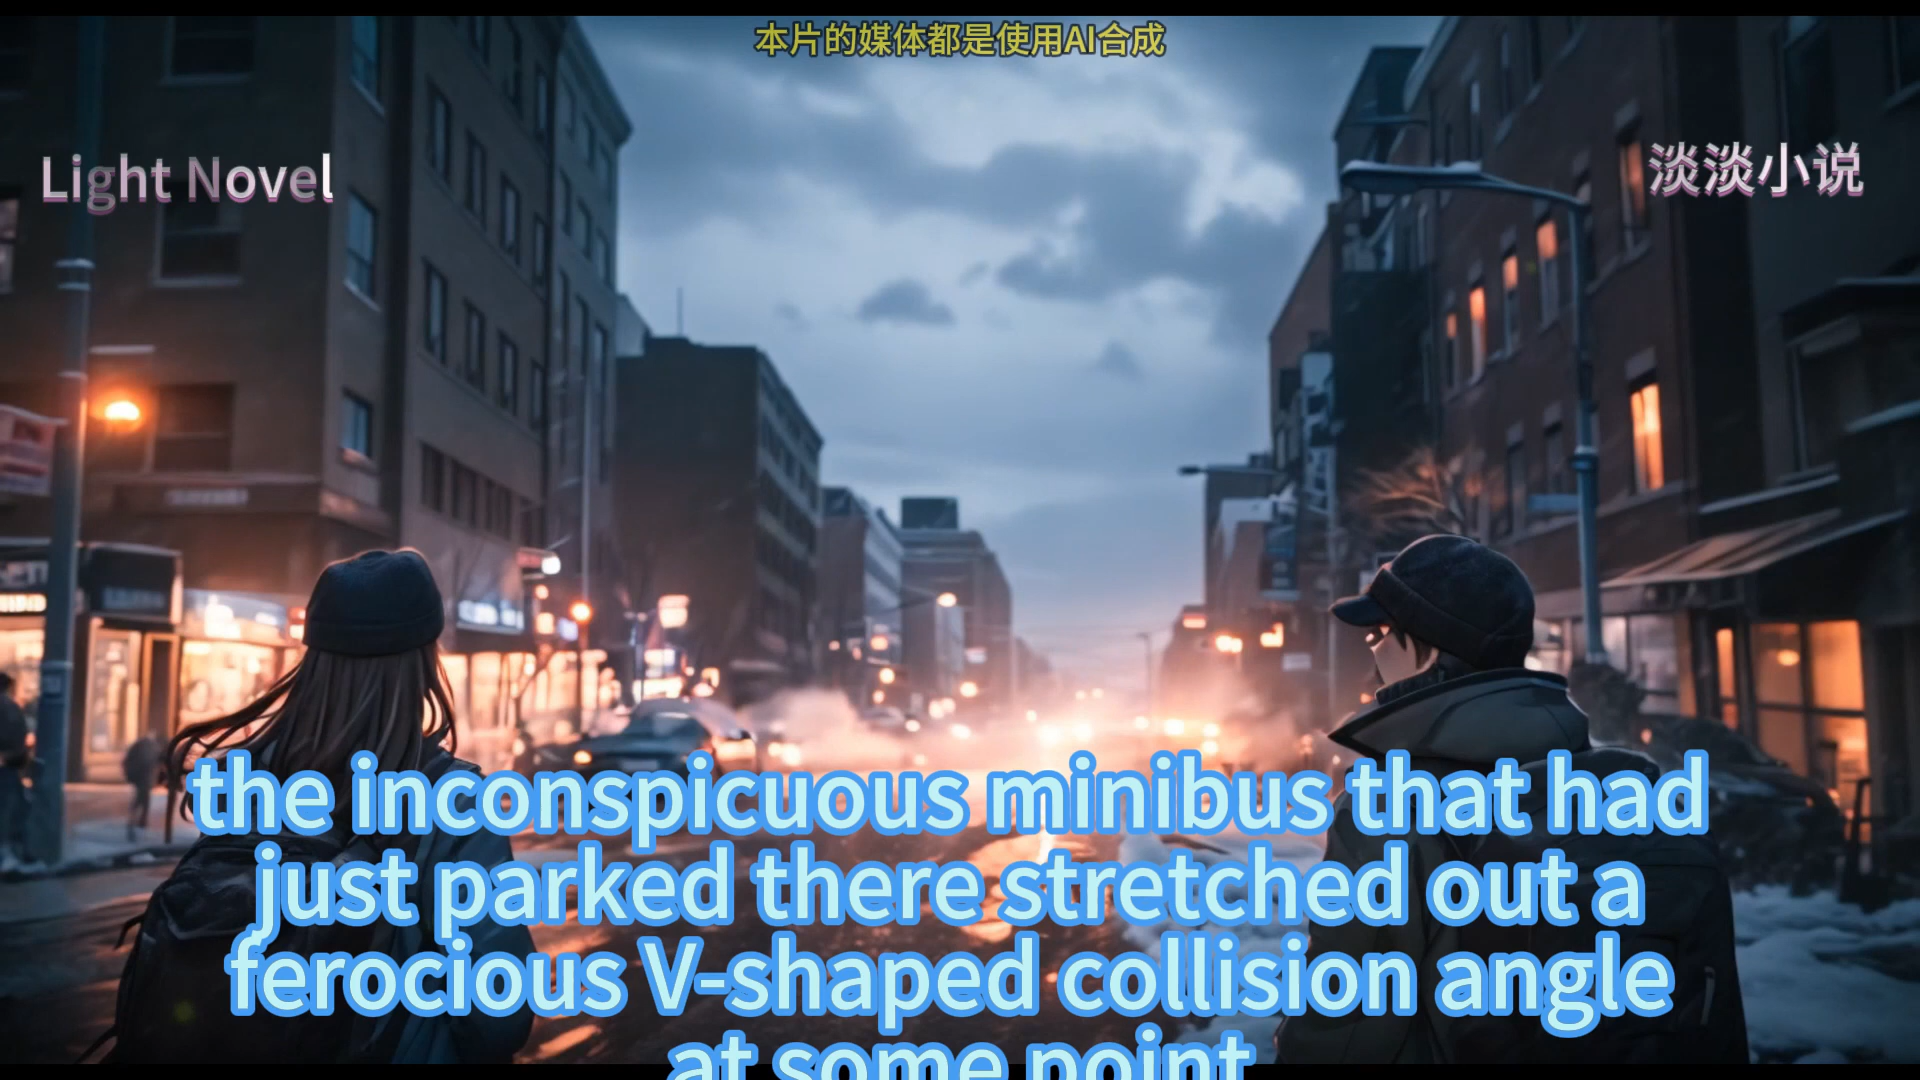 本片的媒体都是使用AI合成
Light Novel
淡淡小说
the inconspicuous minibus that had
just parked there stretched out a
ferocious V-shaped collision angle
at some point